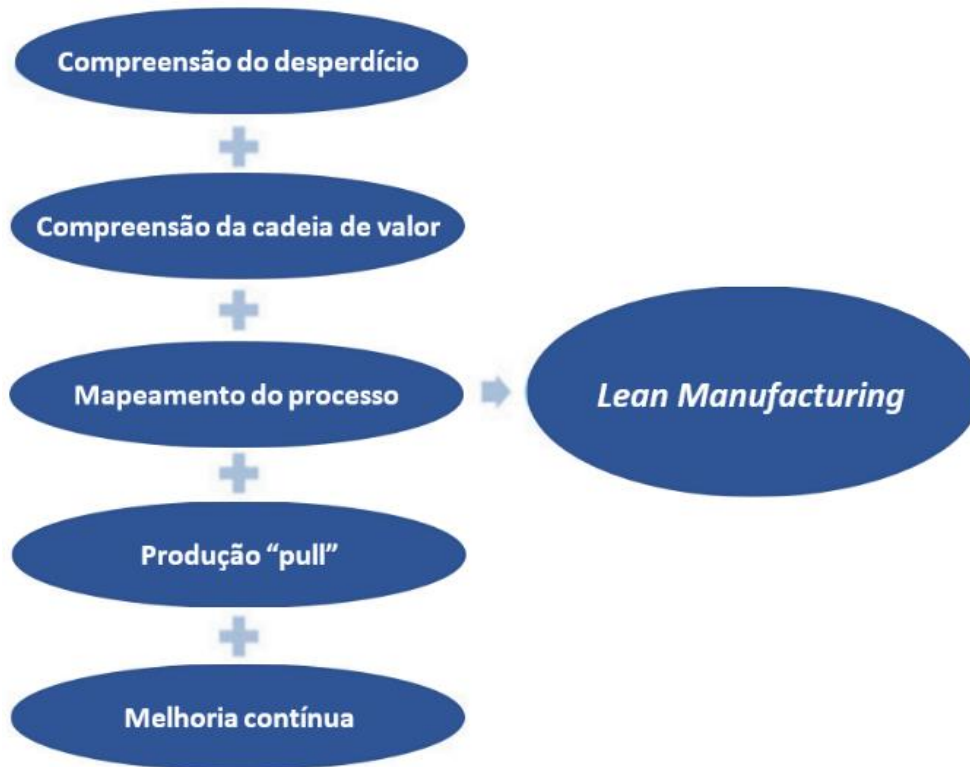 Compreensão do desperdício
Compreensão da cadeia de valor
Mapeamento do processo
Lean Manufacturing
Produção “pull”
Melhoria contínua